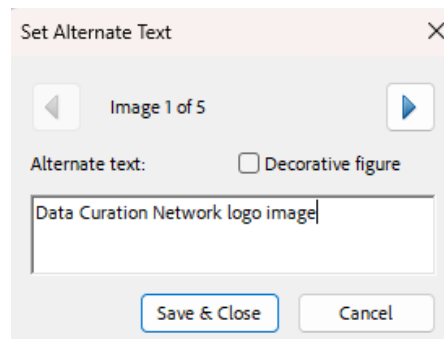 Set Alternate Text
Image 1 of 5
Alternate text: Decorative figure
Data Curation Network logo image
Save & Close Cancel